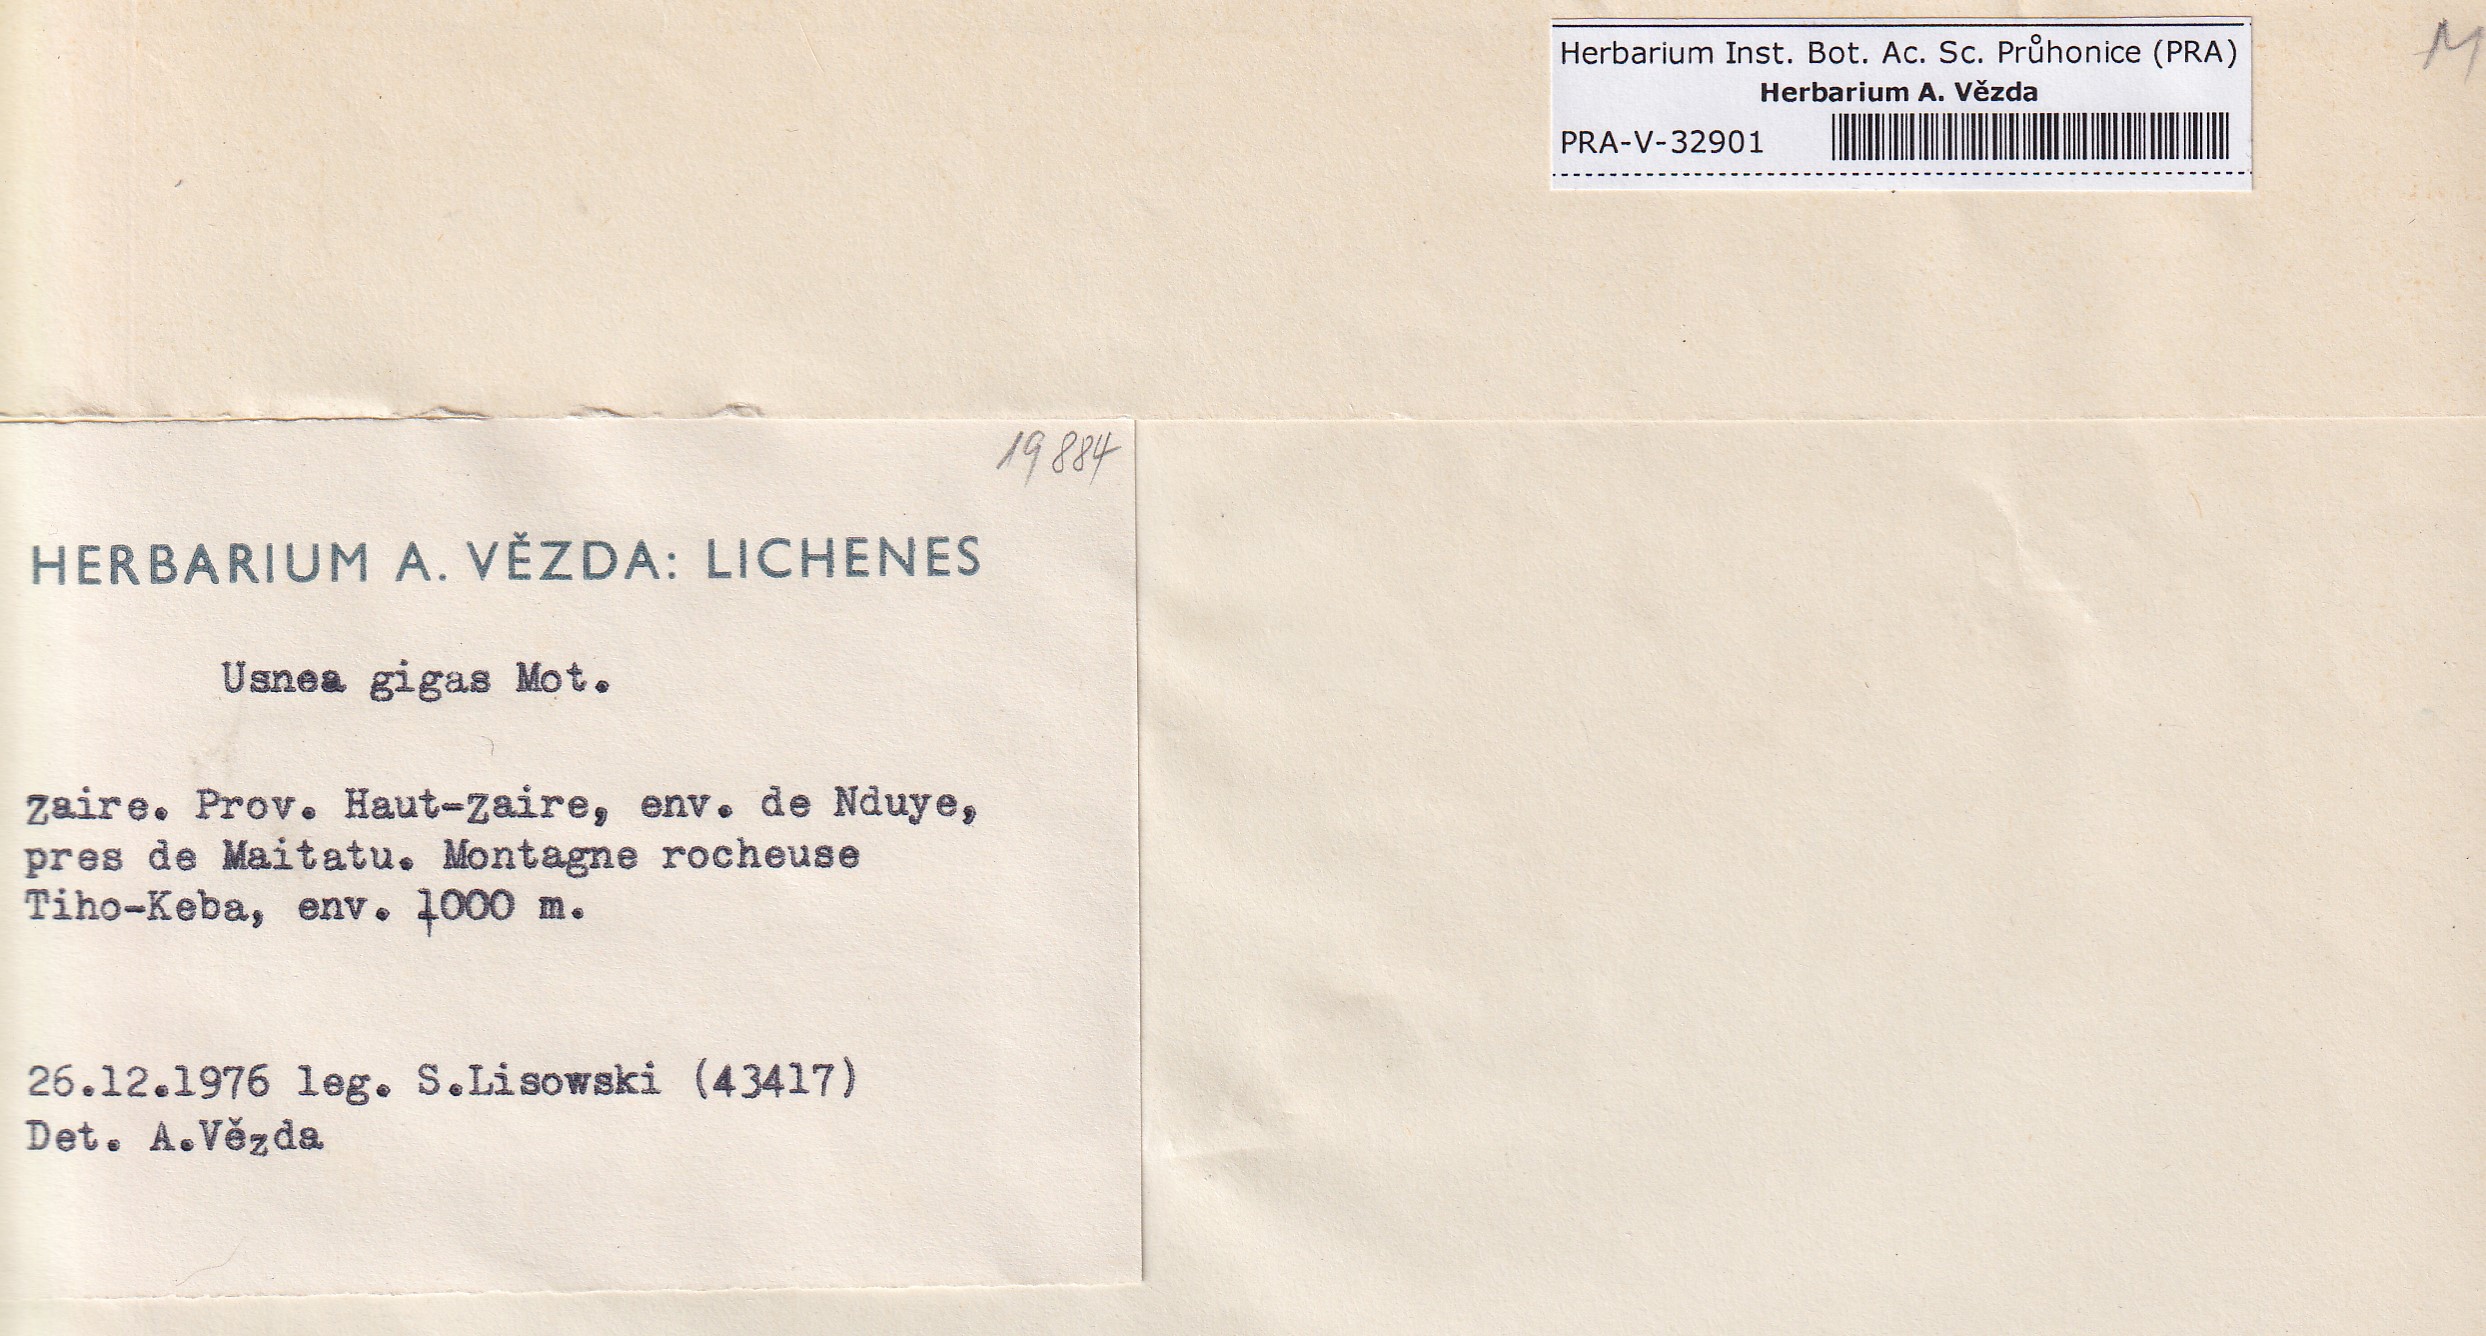 Herbarium Inst. Bot. Ac. Sc. Průhonice (PRA)
Herbarium A. Vězda
PRA-V-32901
M
19884
HERBARIUM A. VĚZDA: LICHENES
Usnea gigas Mot.
Zaire. Prov. Haut-Zaire, env. de Nduye,
pres de Maitatu. Montagne rocheuse
Tiho-Keba, env. 1000 m.
26.12.1976 leg. S.Lisowski (43417)
Det. A.Vězda